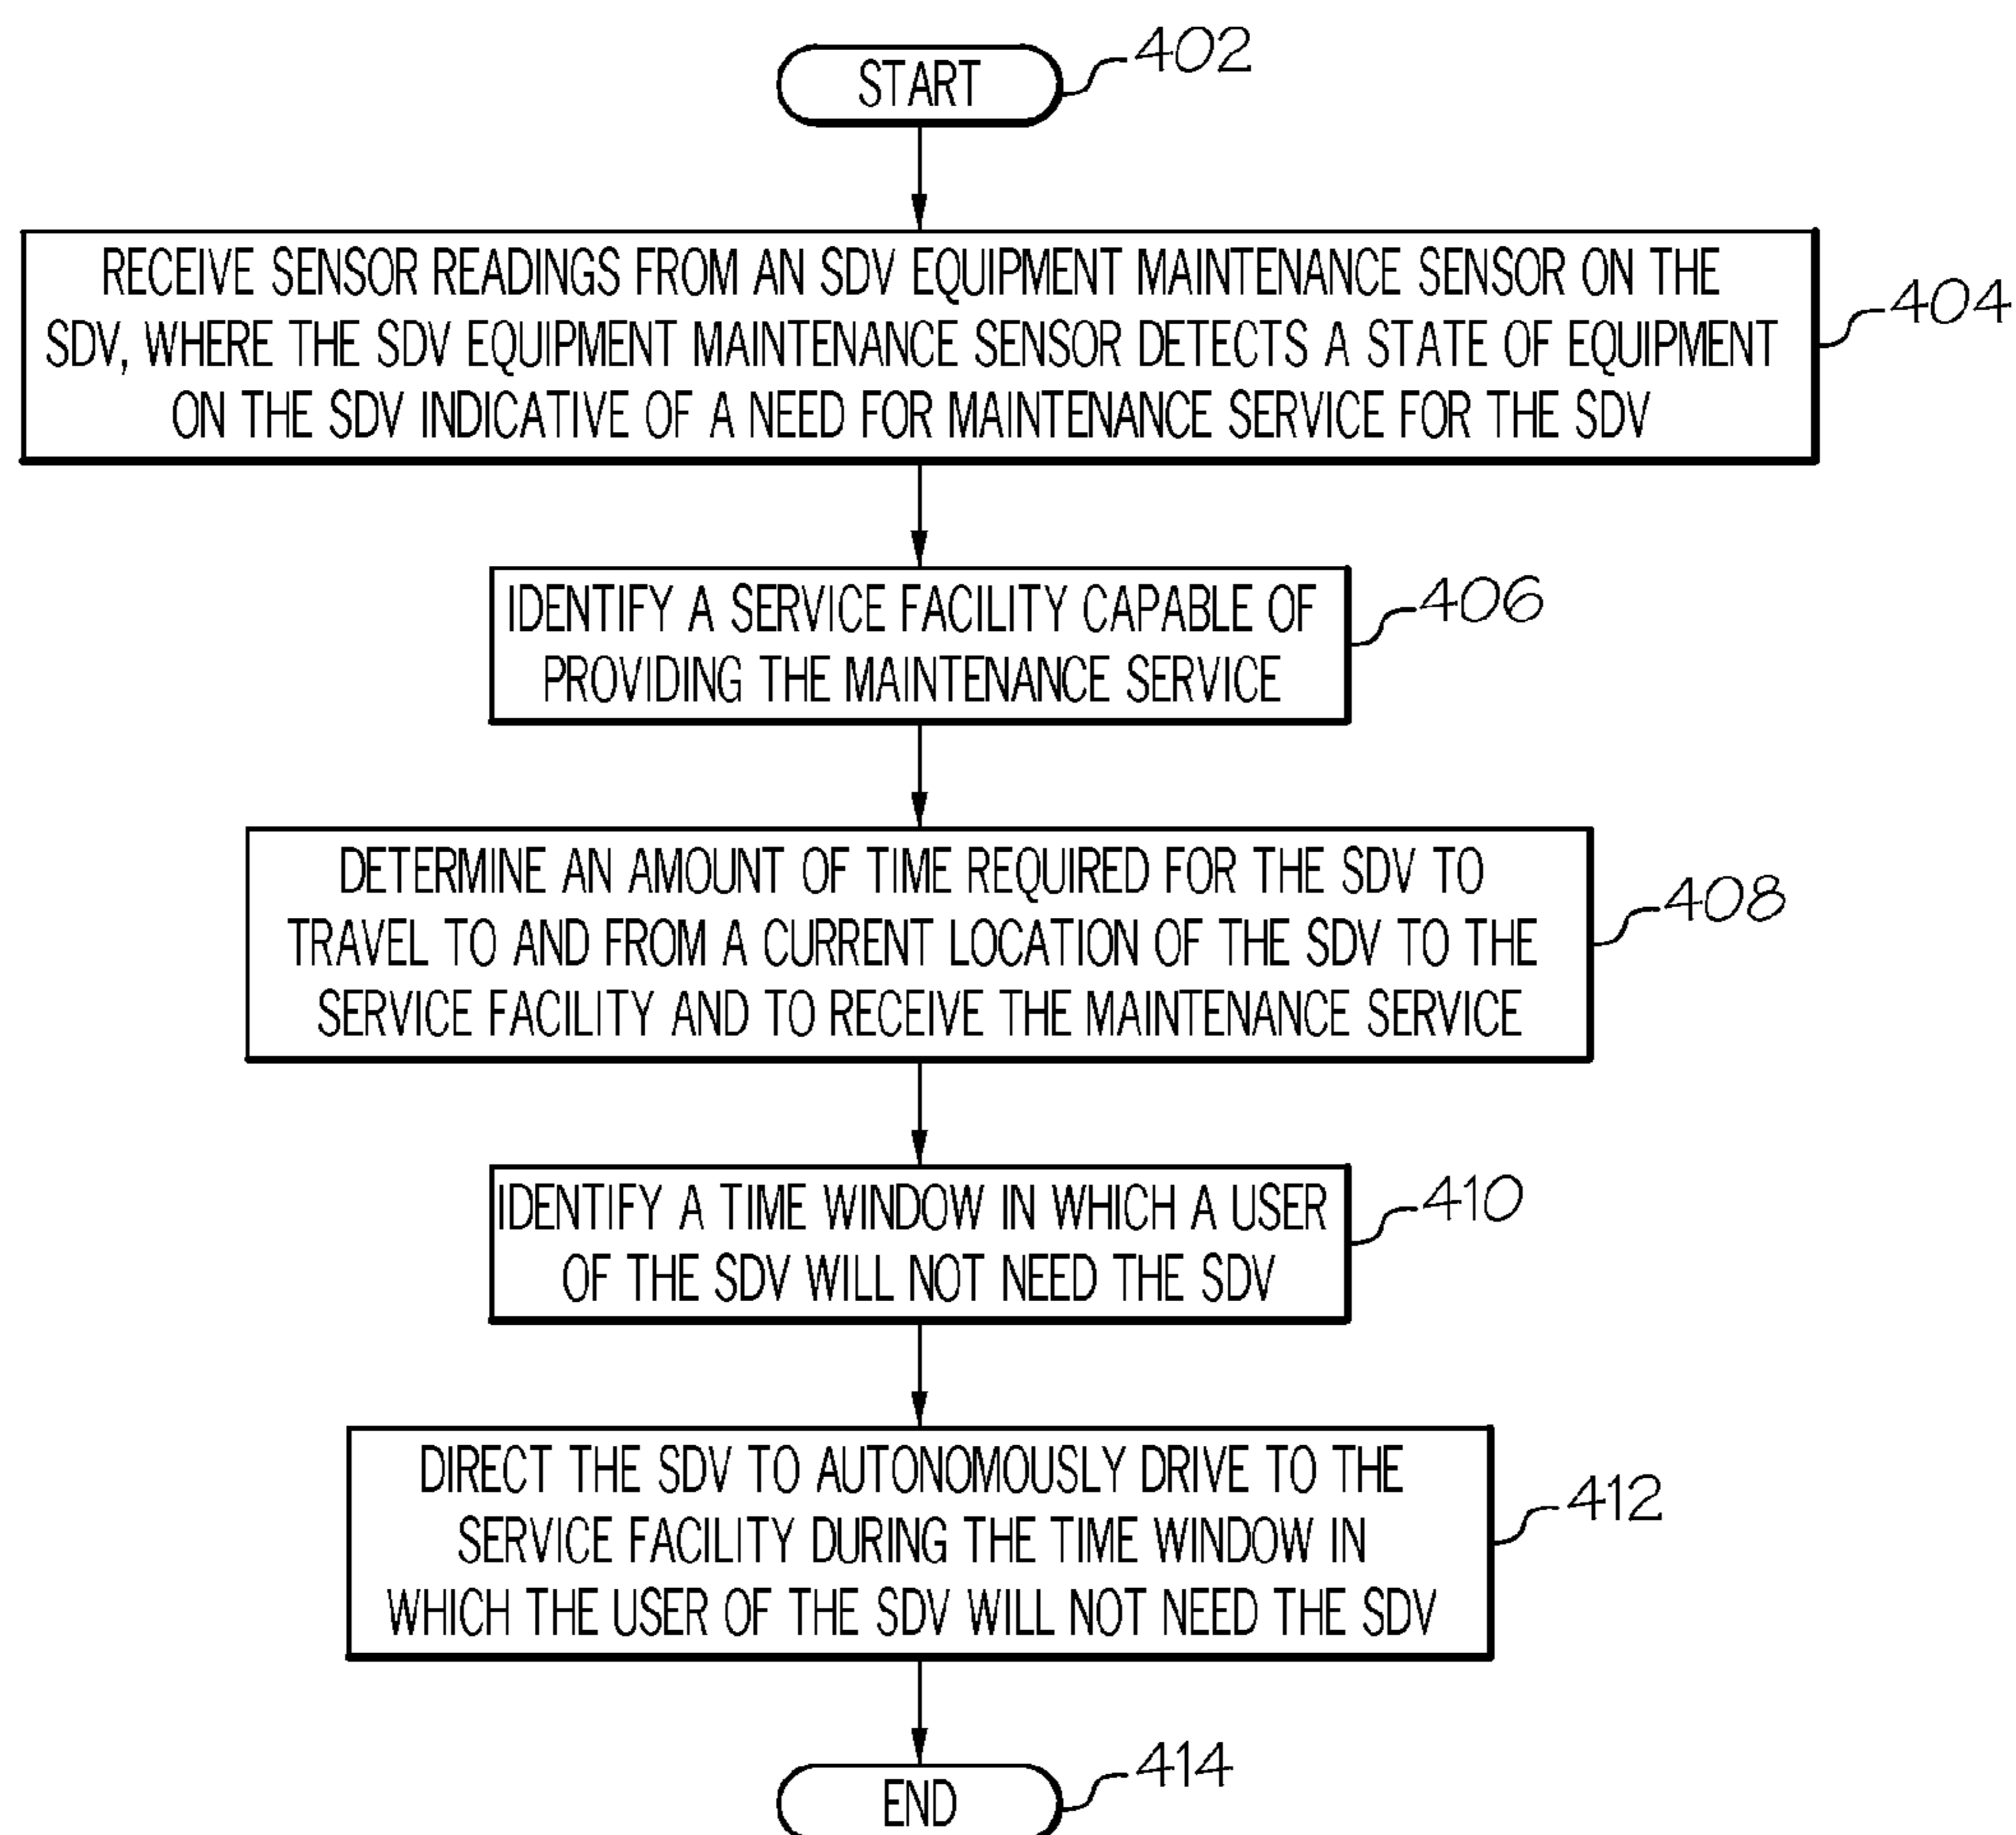 START
402
RECEIVE SENSOR READINGS FROM AN SDV EQUIPMENT MAINTENANCE SENSOR ON THE
SDV, WHERE THE SDV EQUIPMENT MAINTENANCE SENSOR DETECTS A STATE OF EQUIPMENT
ON THE SDV INDICATIVE OF A NEED FOR MAINTENANCE SERVICE FOR THE SDV
404
IDENTIFY A SERVICE FACILITY CAPABLE OF
PROVIDING THE MAINTENANCE SERVICE
406
DETERMINE AN AMOUNT OF TIME REQUIRED FOR THE SDV TO
TRAVEL TO AND FROM A CURRENT LOCATION OF THE SDV TO THE
SERVICE FACILITY AND TO RECEIVE THE MAINTENANCE SERVICE
408
IDENTIFY A TIME WINDOW IN WHICH A USER
OF THE SDV WILL NOT NEED THE SDV
410
DIRECT THE SDV TO AUTONOMOUSLY DRIVE TO THE
SERVICE FACILITY DURING THE TIME WINDOW IN
WHICH THE USER OF THE SDV WILL NOT NEED THE SDV
412
END
414